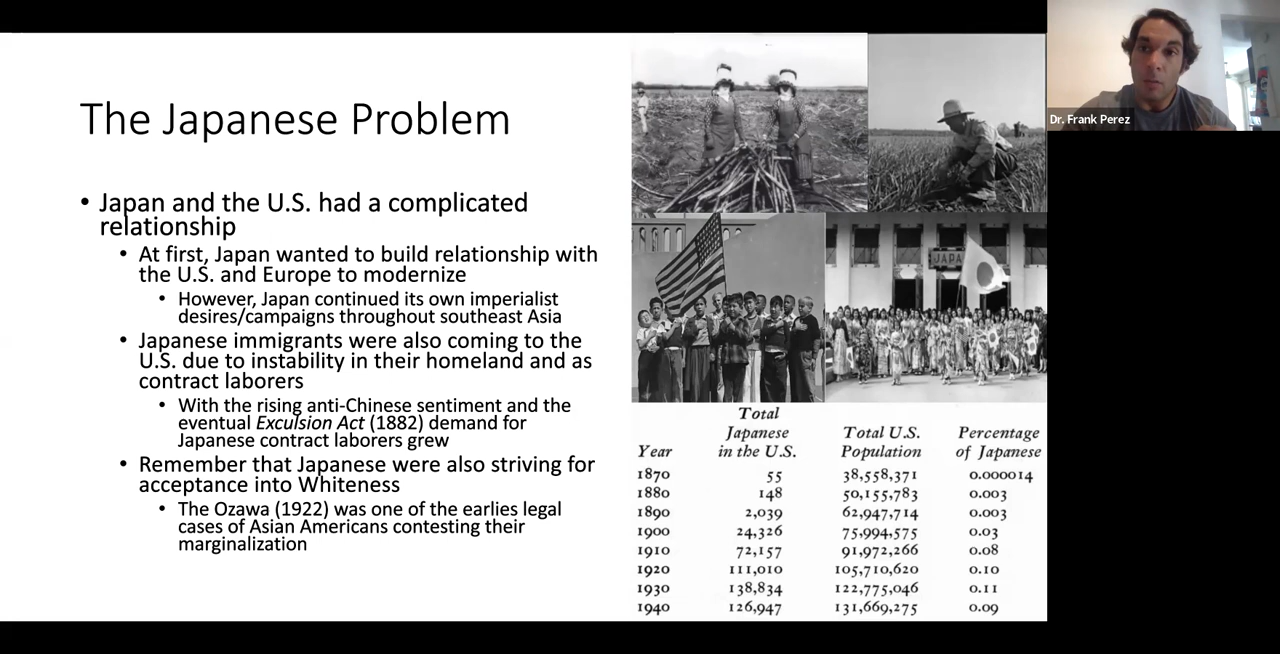 The Japanese Problem
• Japan and the U.S. had a complicated
relationship
• At first, Japan wanted to build relationship with
the U.S. and Europe to modernize
• However, Japan continued its own imperialist
desires/campaigns throughout southeast Asia
• Japanese immigrants were also coming to the
U.S. due to instability in their homeland and as
contract laborers
• With the rising anti-Chinese sentiment and the
eventual Exculsion Act (1882) demand for
Japanese contract laborers grew
• Remember that Japanese were also striving for
acceptance into Whiteness
• The Ozawa (1922) was one of the earlies legal
cases of Asian Americans contesting their
marginalization
JAPA
Total
Japanese Total U.S. Percentage
Year in the U.S. Population of Japanese
1870 55 38,558,371 0.000014
1880 148 50,155,783 0.003
1890 2,039 62,947,714 0.003
1900 24,326 75,994,575 0.03
1910 72,157 91,972,266 0.08
1920 111,010 105,710,620 0.10
1930 138,834 122,775,046 0.11
1940 126,947 131,669,275 0.09
Dr. Frank Perez